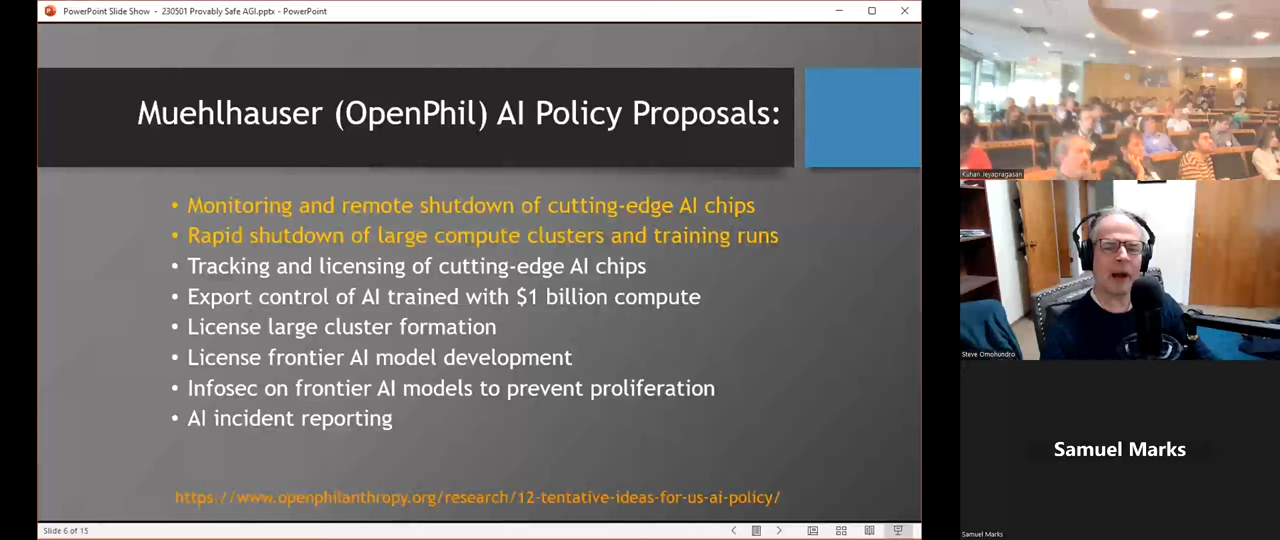 PowerPoint Slide Show - 230501 Provably Safe AGI.pptx - PowerPoint
Muehlhauser (OpenPhil) AI Policy Proposals:
• Monitoring and remote shutdown of cutting-edge AI chips
• Rapid shutdown of large compute clusters and training runs
• Tracking and licensing of cutting-edge AI chips
• Export control of AI trained with $1 billion compute
• License large cluster formation
• License frontier AI model development
• Infosec on frontier AI models to prevent proliferation
• AI incident reporting
https://www.openphilanthropy.org/research/12-tentative-ideas-for-us-ai-policy/
Slide 6 of 15
Kuhan Jeyapragasan
Steve Omohundro
Samuel Marks
Samuel Marks